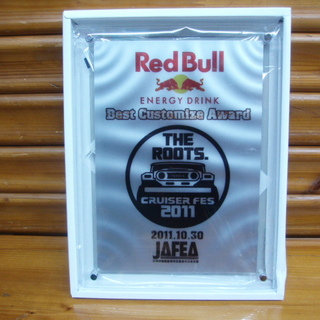 Red Bull
ENERGY DRINK
Best Customize Award
THE
ROOTS.
CRUISER FES
2011
2011.10.30
JAFEA